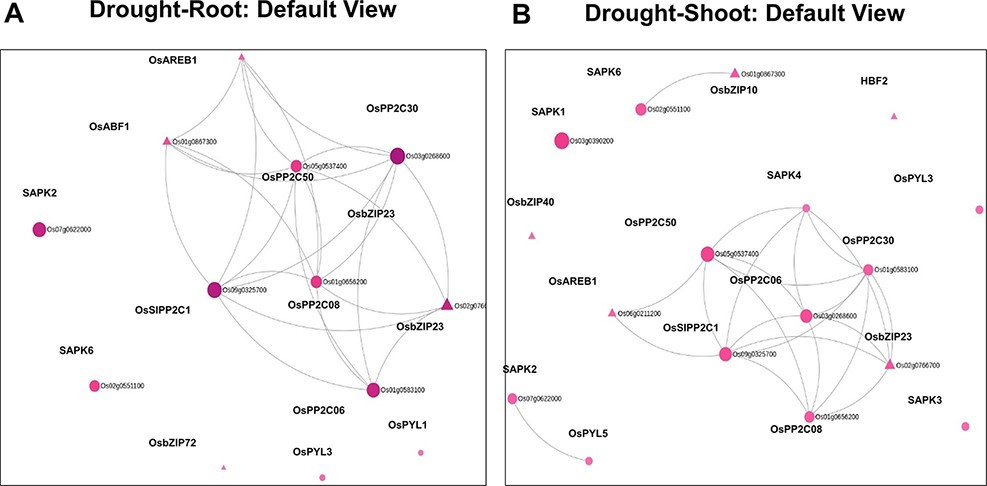 A
Drought-Root: Default View
OsAREB1
OsPP2C30
OsABF1
Os01g0867300
Os03g0268600
Os05g0537400
OsPP2C50
SAPK2
OsbZIP23
Os07g0622000
Os01g0656200
Os09g0325700
OsPP2C08
Os02g0766
OsSIPP2C1
OsbZIP23
SAPK6
Os02g0551100
Os01g0583100
OsPP2C06
OsPYL1
OsbZIP72
OsPYL3
B
Drought-Shoot: Default View
SAPK6
Os01g0867300
OsbZIP10
HBF2
SAPK1
Os02g0551100
Os03g0390200
SAPK4
OsPYL3
OsbZIP40
OsPP2C50
OsPP2C30
Os05g0537400
Os01g0583100
OsAREB1
OsPP2C06
Os06g0211200
Os03g0268600
OsSIPP2C1
OsbZIP23
Os09g0325700
Os02g0766700
SAPK2
Os07g0622000
SAPK3
Os01g0656200
OsPP2C08
OsPYL5